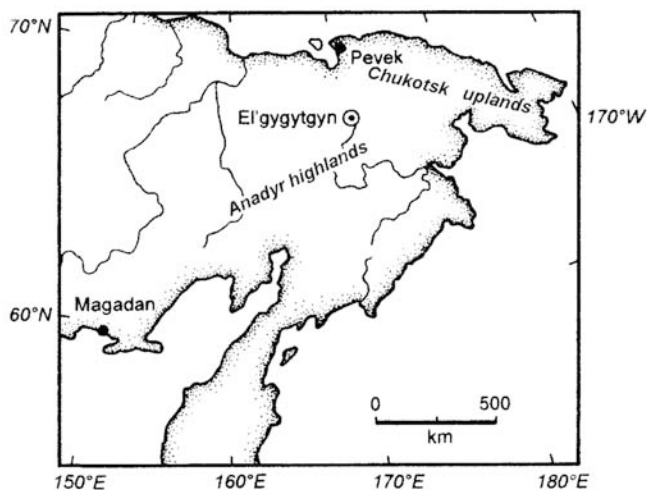 70°N
Pevek
Chukotsk uplands
170°W
El'gygytgyn
Anadyr highlands
Magadan
60°N
0 500
km
150°E 160°E 170°E 180°E